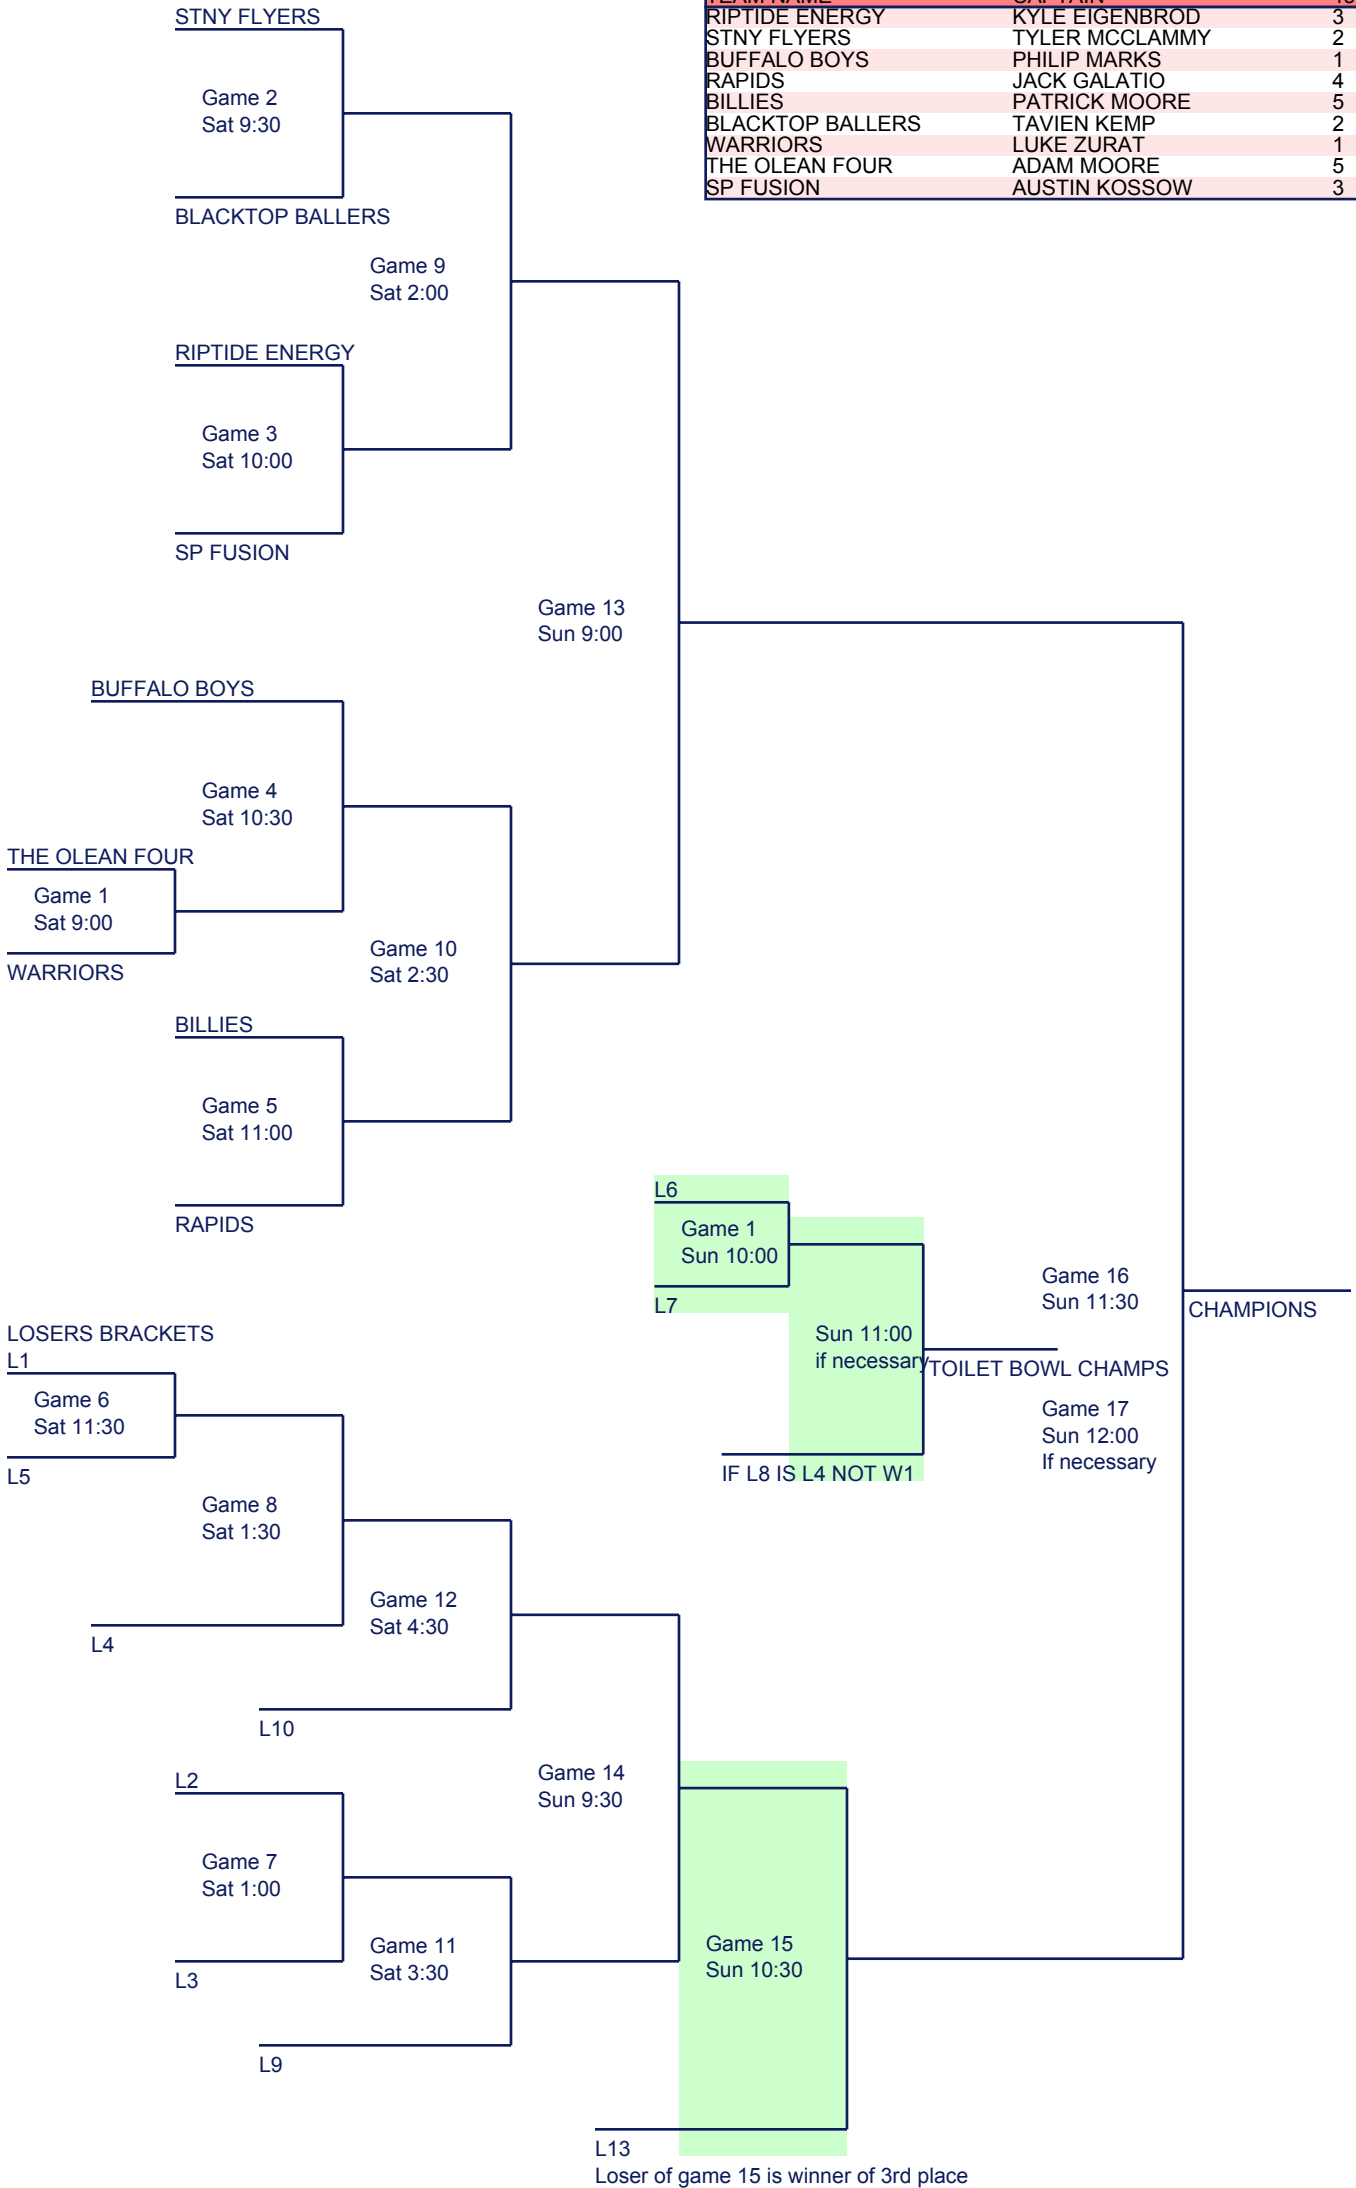 STNY FLYERS
TEAM NAME CAPTAIN
RIPTIDE ENERGY KYLE EIGENBROD 3
STNY FLYERS TYLER MCCLAMMY 2
BUFFALO BOYS PHILIP MARKS 1
RAPIDS JACK GALATIO 4
BILLIES PATRICK MOORE 5
BLACKTOP BALLERS TAVIEN KEMP 2
WARRIORS LUKE ZURAT 1
THE OLEAN FOUR ADAM MOORE 5
SP FUSION AUSTIN KOSSOW 3
Game 2
Sat 9:30
BLACKTOP BALLERS
Game 9
Sat 2:00
RIPTIDE ENERGY
Game 3
Sat 10:00
SP FUSION
Game 13
Sun 9:00
BUFFALO BOYS
Game 4
Sat 10:30
THE OLEAN FOUR
Game 1
Sat 9:00
WARRIORS
Game 10
Sat 2:30
BILLIES
Game 5
Sat 11:00
RAPIDS
L6
Game 1
Sun 10:00
L7
Game 16
Sun 11:30
CHAMPIONS
Sun 11:00
if necessary
TOILET BOWL CHAMPS
Game 17
Sun 12:00
If necessary
IF L8 IS L4 NOT W1
LOSERS BRACKETS
L1
Game 6
Sat 11:30
L5
Game 8
Sat 1:30
L4
Game 12
Sat 4:30
L10
L2
Game 14
Sun 9:30
Game 7
Sat 1:00
L3
Game 11
Sat 3:30
L9
Game 15
Sun 10:30
L13
Loser of game 15 is winner of 3rd place